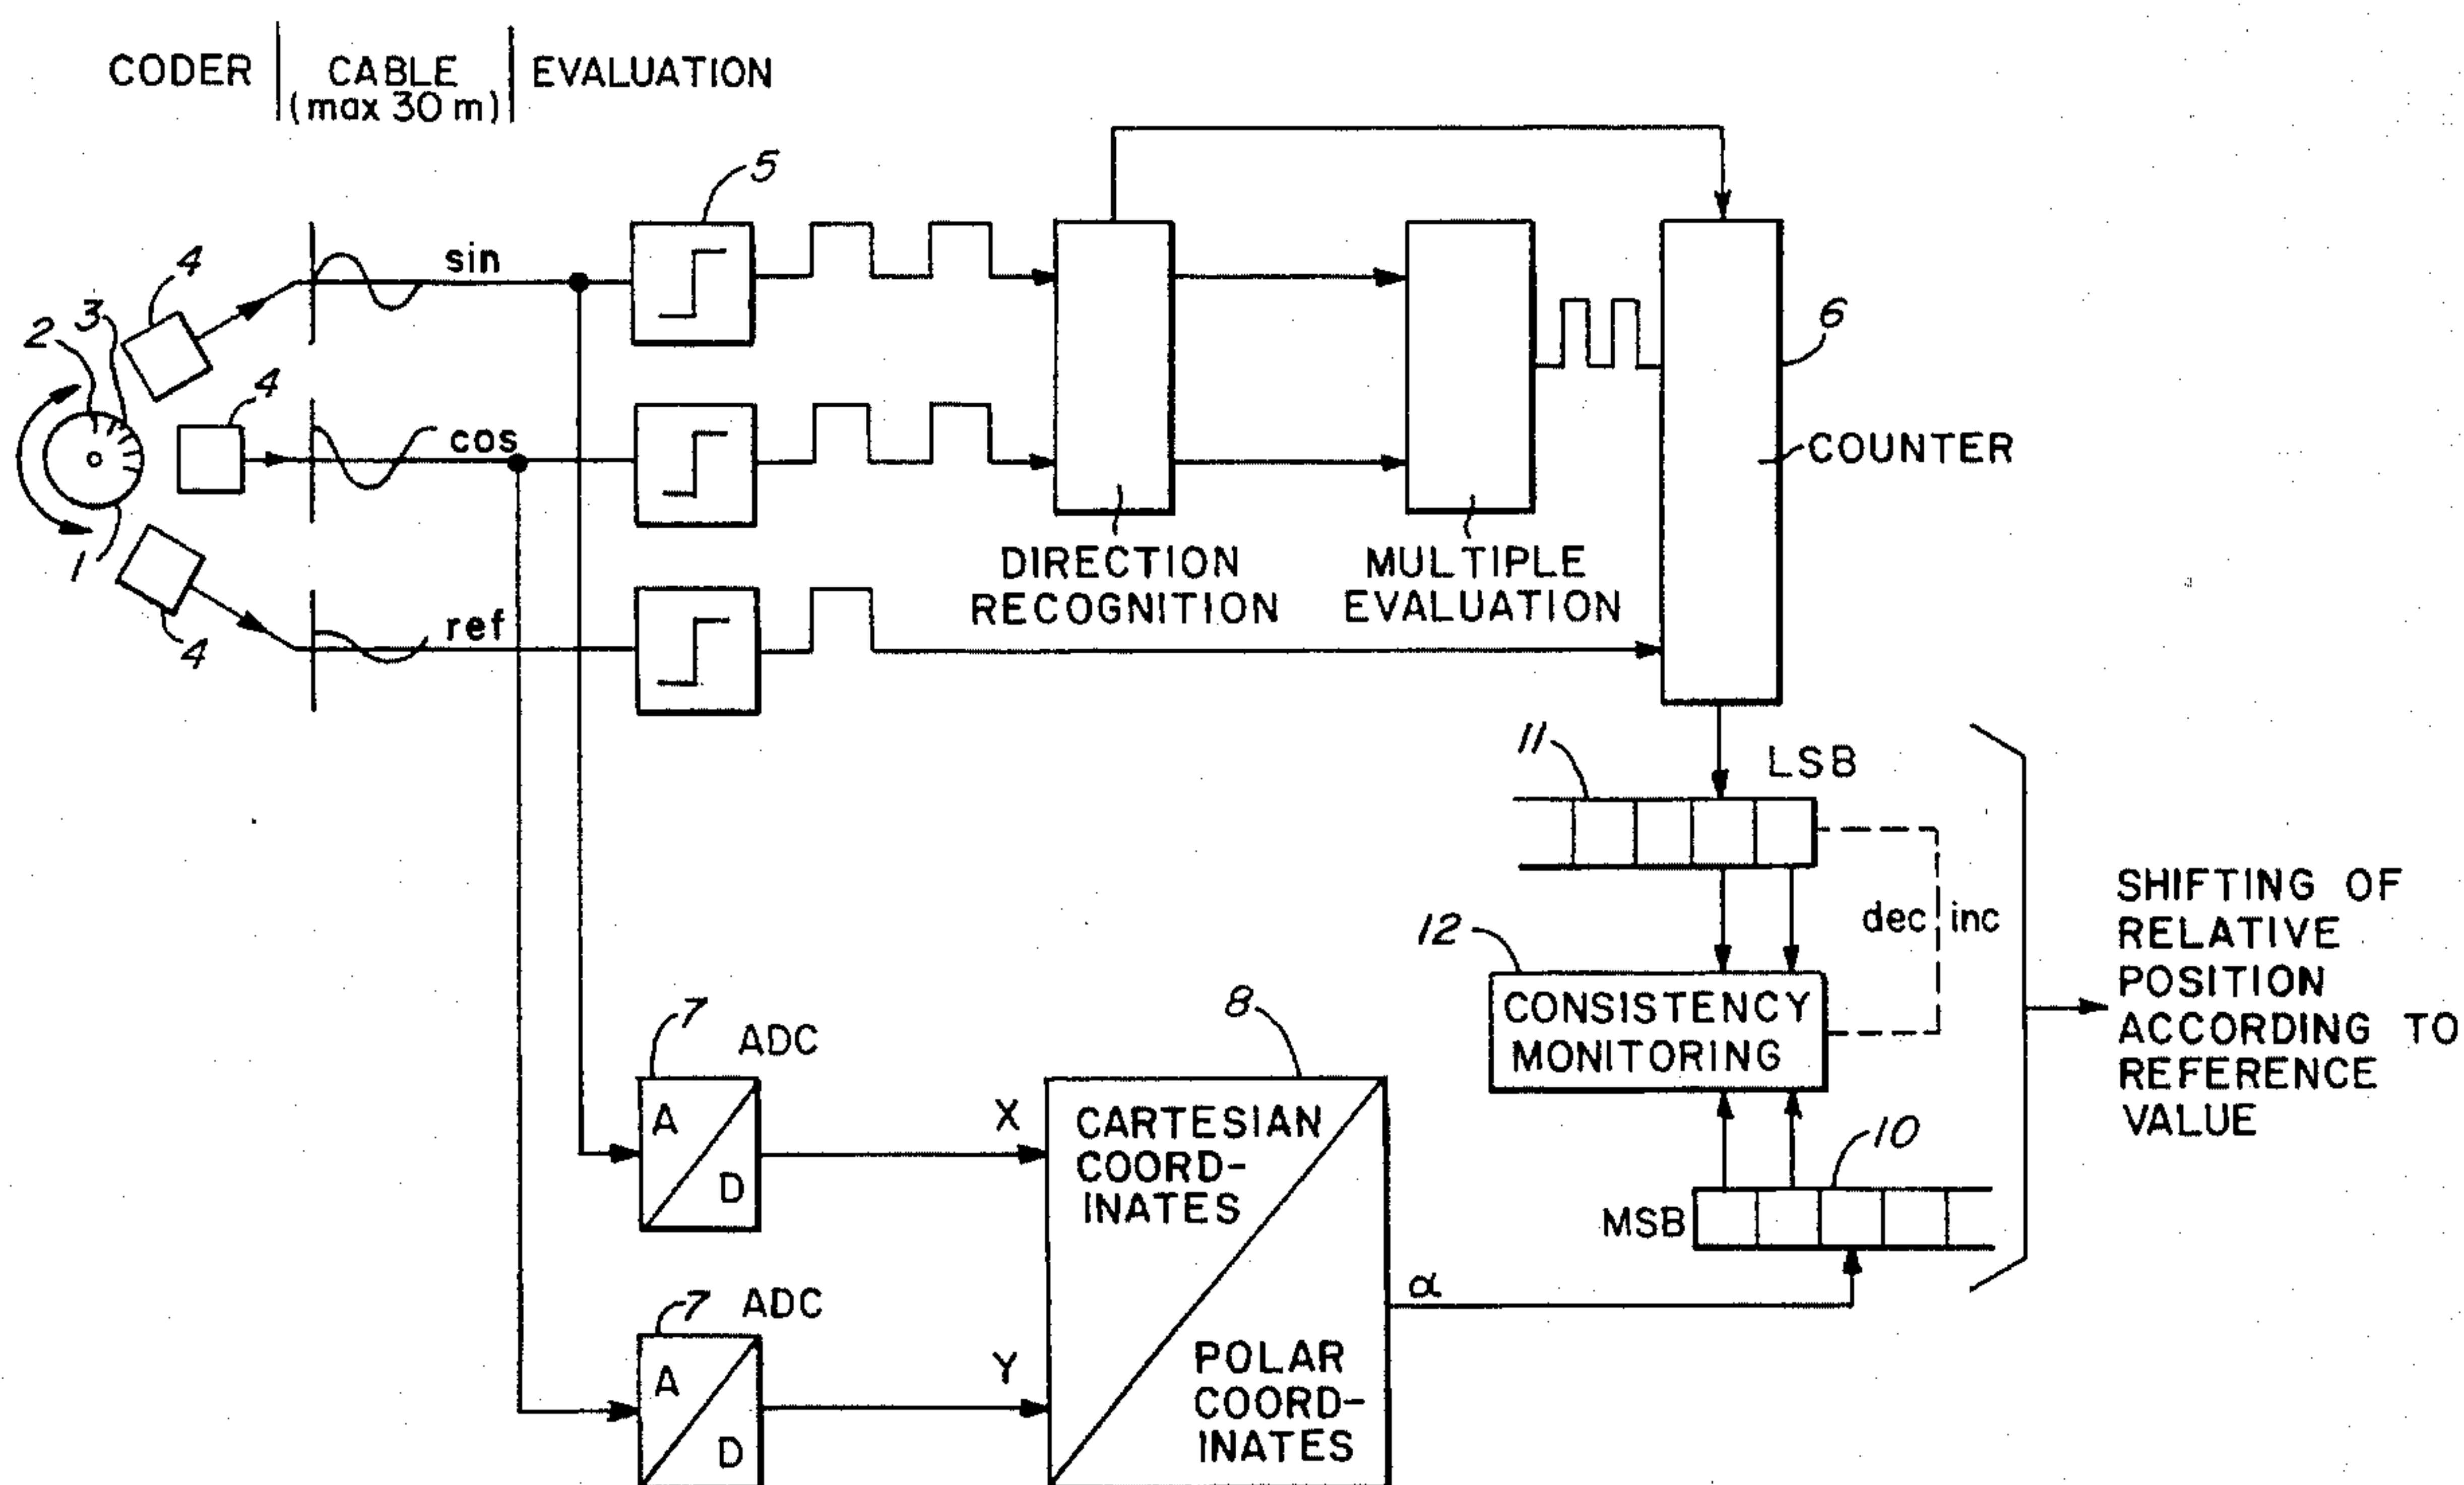 CODER CABLE EVALUATION
(max 30 m)
5
4
sin
2
3
6
4
cos
COUNTER
1
DIRECTION
RECOGNITION
MULTIPLE
EVALUATION
ref
4
11
LSB
SHIFTING OF
RELATIVE
POSITION
ACCORDING TO
REFERENCE
VALUE
dec inc
12
CONSISTENCY
MONITORING
7
ADC
8
A
D
X
CARTESIAN
COORD-
INATES
10
MSB
α
7
ADC
A
D
Y
POLAR
COORD-
INATES